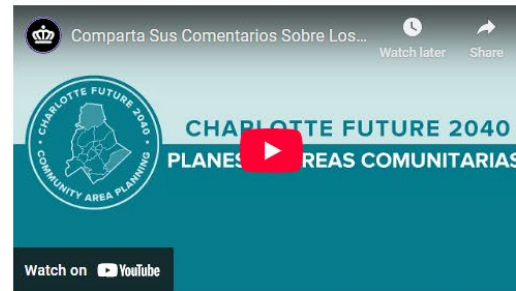 Comparta Sus Comentarios Sobre Los...
Watch later
Share
CHARLOTTE FUTURE 2040
COMMUNITY AREA PLANNING
CHARLOTTE FUTURE 2040
PLANES AREAS COMUNITARIAS
Watch on YouTube